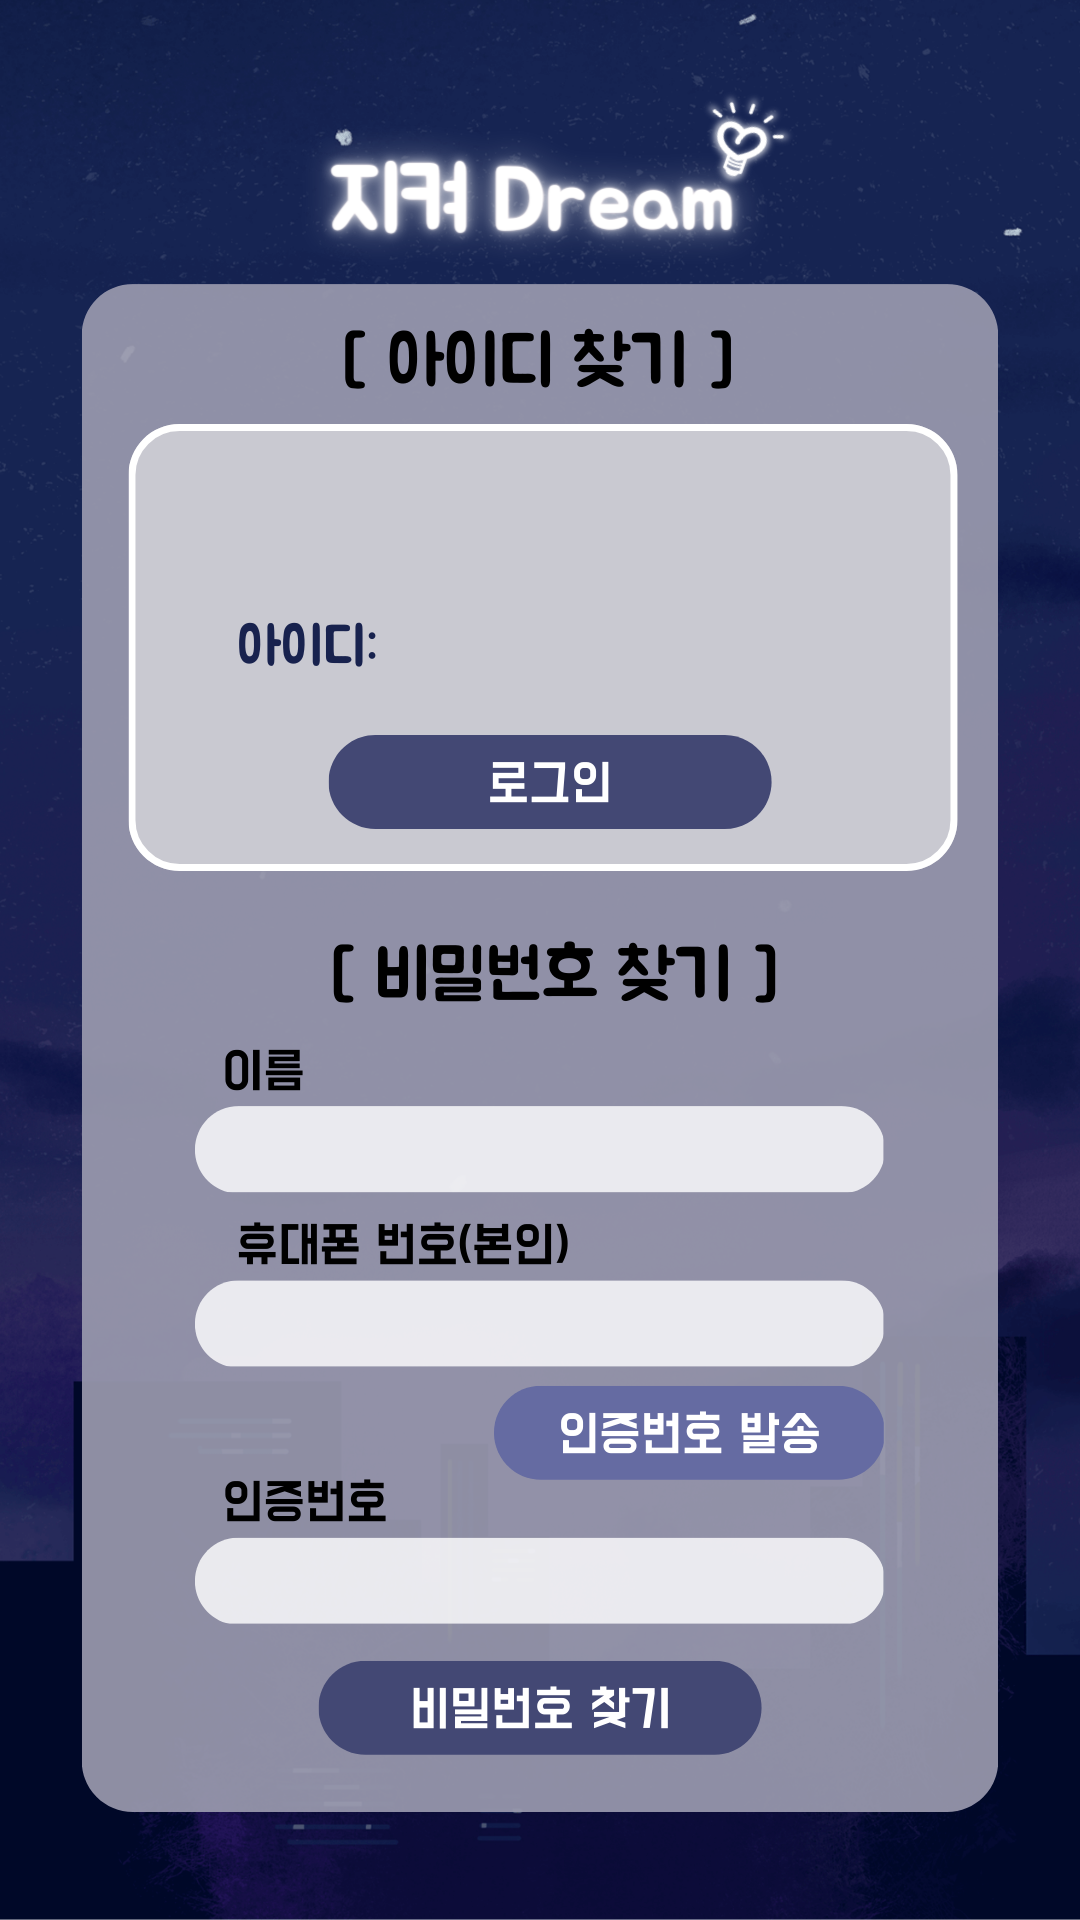 지켜 Dream
[ 아이디 찾기 ]
아이디:
로그인
[ 비밀번호 찾기 ]
이름
휴대폰 번호(본인)
인증번호 발송
인증번호
비밀번호 찾기